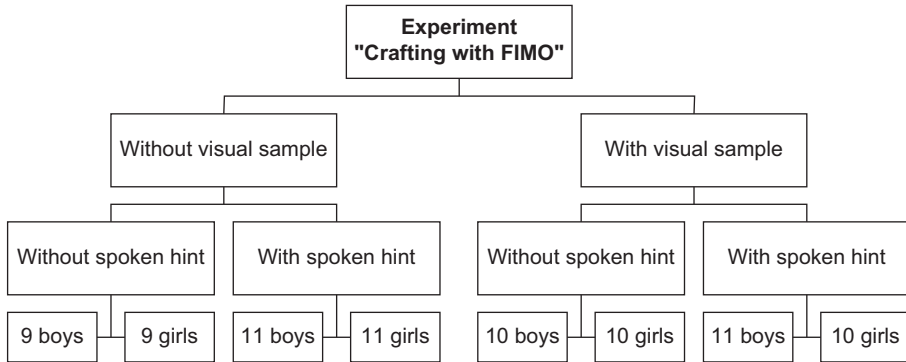 Experiment
"Crafting with FIMO"
Without visual sample
With visual sample
Without spoken hint
With spoken hint
Without spoken hint
With spoken hint
9 boys
9 girls
11 boys
11 girls
10 boys
10 girls
11 boys
10 girls